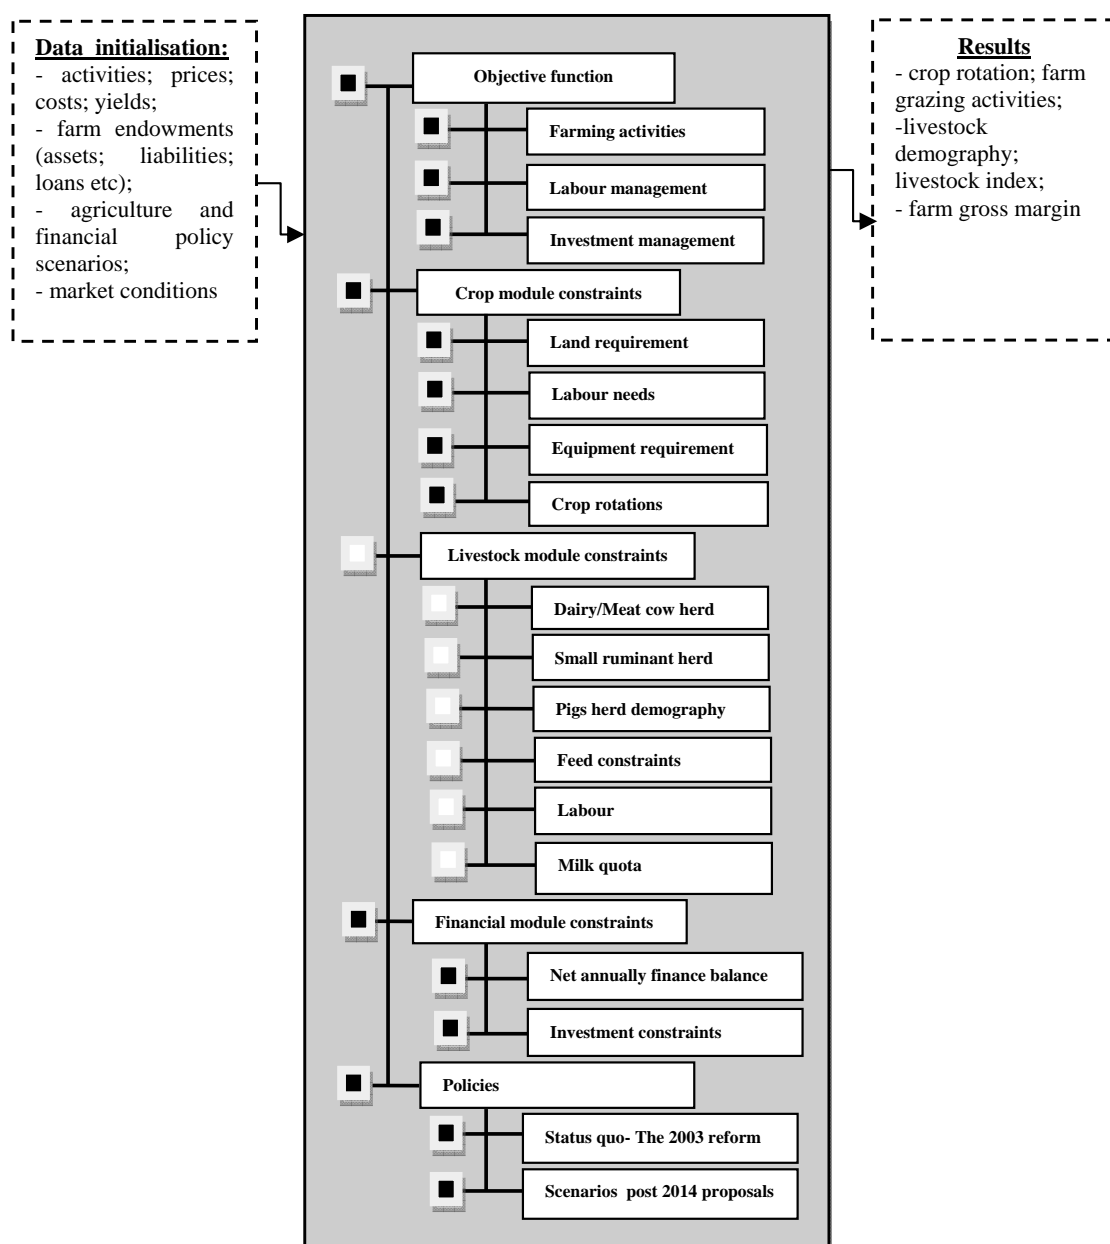 Data initialisation:
- activities; prices;
costs; yields;
- farm endowments
(assets; liabilities;
loans etc);
- agriculture and
financial policy
scenarios;
- market conditions
Objective function
Farming activities
Labour management
Investment management
Crop module constraints
Land requirement
Labour needs
Equipment requirement
Crop rotations
Livestock module constraints
Dairy/Meat cow herd
Small ruminant herd
Pigs herd demography
Feed constraints
Labour
Milk quota
Financial module constraints
Net annually finance balance
Investment constraints
Policies
Status quo- The 2003 reform
Scenarios post 2014 proposals
Results
- crop rotation; farm
grazing activities;
-livestock
demography;
livestock index;
- farm gross margin